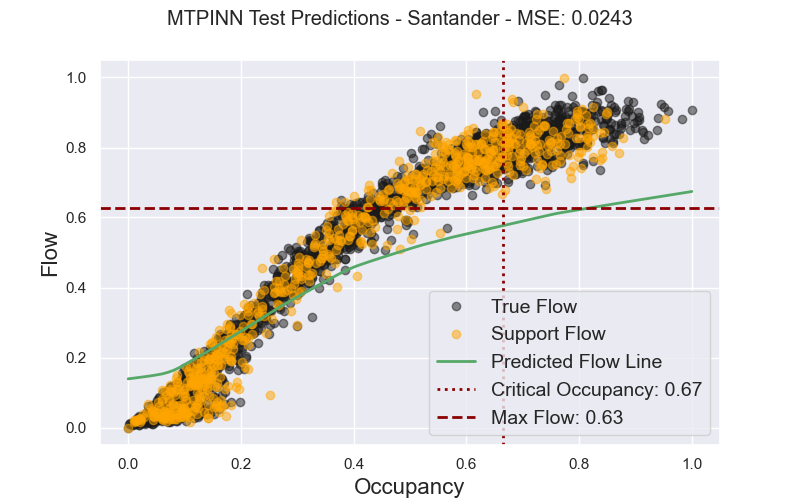 MTPINN Test Predictions - Santander - MSE: 0.0243
1.0
0.8
0.6
0.4
0.2
0.0
Flow
True Flow
Support Flow
Predicted Flow Line
Critical Occupancy: 0.67
Max Flow: 0.63
0.0 0.2 0.4 0.6 0.8 1.0
Occupancy